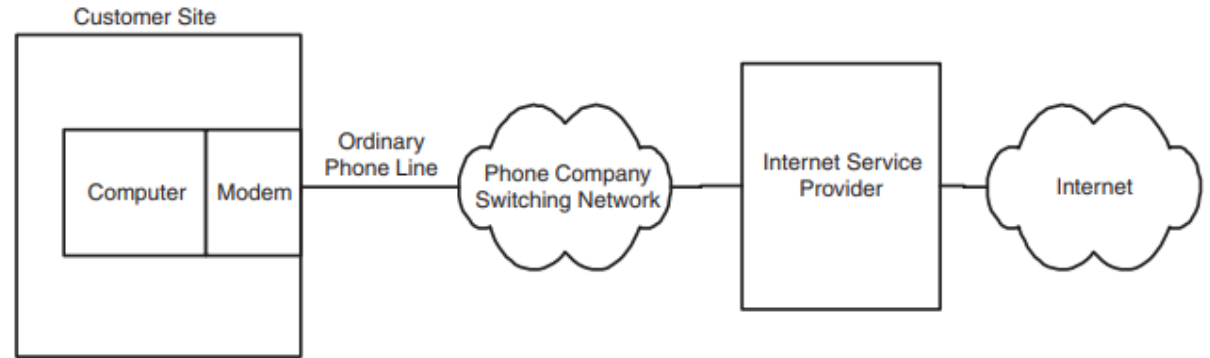 Customer Site
Computer
Modem
Ordinary
Phone Line
Phone Company
Switching Network
Internet Service
Provider
Internet